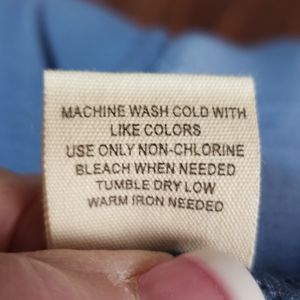 MACHINE WASH COLD WITH
LIKE COLORS
USE ONLY NON-CHLORINE
BLEACH WHEN NEEDED
TUMBLE DRY LOW
WARM IRON NEEDED